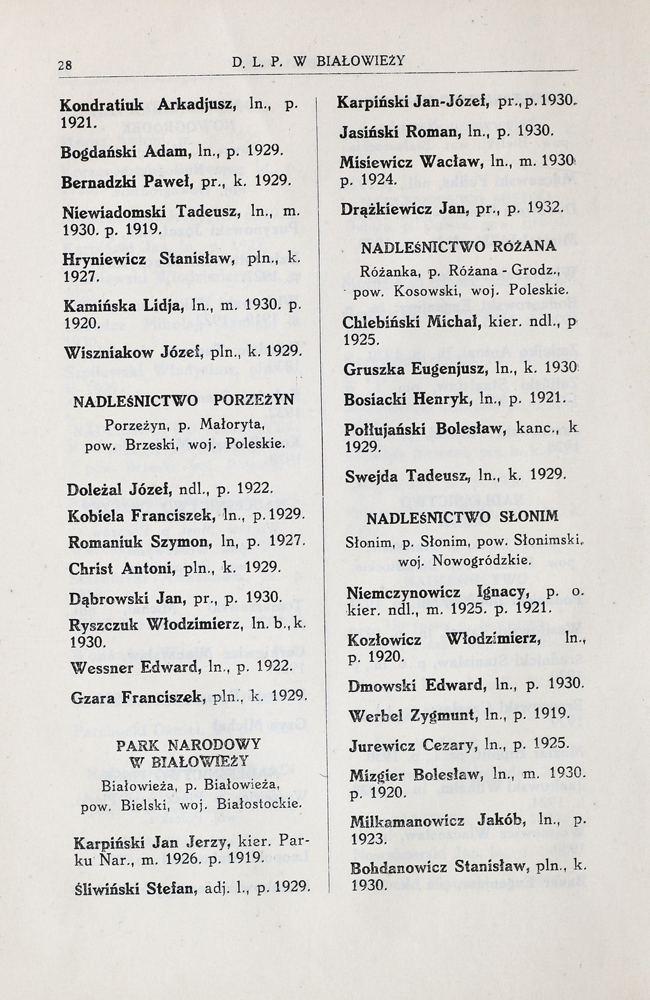 28
D. L. P. W BIAŁOWIEŻY
Kondratiuk Arkadjusz, ln., p.
1921.
Bogdański Adam, ln., p. 1929.
Bernadzki Paweł, pr., k. 1929.
Niewiadomski Tadeusz, ln., m.
1930. p. 1919.
Hryniewicz Stanisław, pln., k.
1927.
Kamińska Lidja, ln., m. 1930. p.
1920.
Wiszniakow Józef, pln., k. 1929.
NADLEŚNICTWO PORZEŻYN
Porzeżyn, p. Małoryta,
pow. Brzeski, woj. Poleskie.
Doleżal Józef, ndl., p. 1922.
Kobiela Franciszek, ln., p. 1929.
Romaniuk Szymon, ln, p. 1927.
Christ Antoni, pln., k. 1929.
Dąbrowski Jan, pr., p. 1930.
Ryszczuk Włodzimierz, ln. b., k.
1930.
Wessner Edward, ln., p. 1922.
Gzara Franciszek, pln., k. 1929.
PARK NARODOWY
W BIAŁOWIEŻY
Białowieża, p. Białowieża,
pow. Bielski, woj. Białostockie.
Karpiński Jan Jerzy, kier. Par-
ku Nar., m. 1926. p. 1919.
Śliwiński Stefan, adj. l., p. 1929.
Karpiński Jan-Józef, pr., p. 1930.
Jasiński Roman, ln., p. 1930.
Misiewicz Wacław, ln., m. 1930
p. 1924.
Drążkiewicz Jan, pr., p. 1932.
NADLEŚNICTWO RÓŻANA
Różanka, p. Różana - Grodz.,
pow. Kosowski, woj. Poleskie.
Chlebiński Michał, kier. ndl., p
1925.
Gruszka Eugenjusz, ln., k. 1930
Bosiacki Henryk, ln., p. 1921.
Połlujański Bolesław, kanc., k
1929.
Swejda Tadeusz, ln., k. 1929.
NADLEŚNICTWO SŁONIM
Słonim, p. Słonim, pow. Słonimski,
woj. Nowogródzkie.
Niemczynowicz Ignacy, p. o.
kier. ndl., m. 1925. p. 1921.
Kozłowicz Włodzimierz, ln.,
p. 1920.
Dmowski Edward, ln., p. 1930.
Werbel Zygmunt, ln., p. 1919.
Jurewicz Cezary, ln., p. 1925.
Mizgier Bolesław, ln., m. 1930.
p. 1920.
Milkamanowicz Jakób, ln., p.
1923.
Bohdanowicz Stanisław, pln., k.
1930.